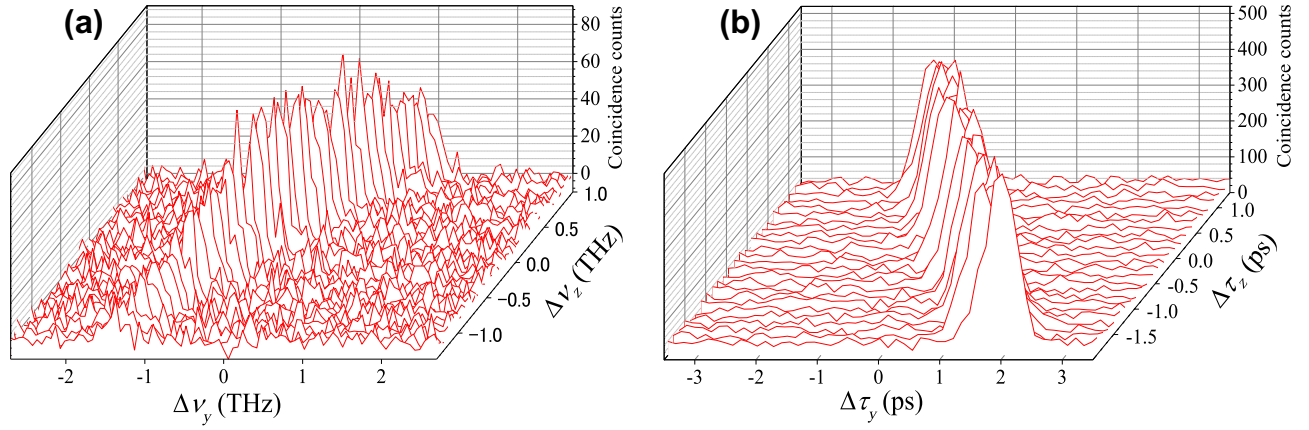 (a)
80
60
40
20
0
Coincidence counts
1.0
0.5
0.0
−0.5
−1.0
Δν_z (THz)
-2 -1 0 1 2
Δν_y (THz)
(b)
500
400
300
200
100
0
Coincidence counts
1.0
0.5
0.0
-0.5
-1.0
-1.5
Δτ_z (ps)
-3 -2 -1 0 1 2 3
Δτ_y (ps)